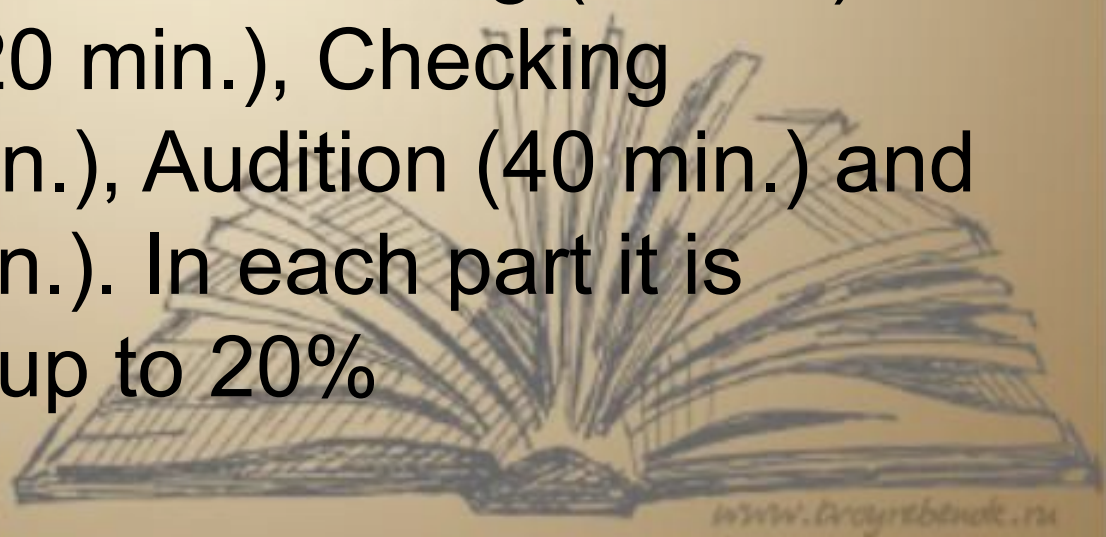 20 min.), Checking
n.), Audition (40 min.) and
n.). In each part it is
up to 20%
www.tvoyrebenok.ru